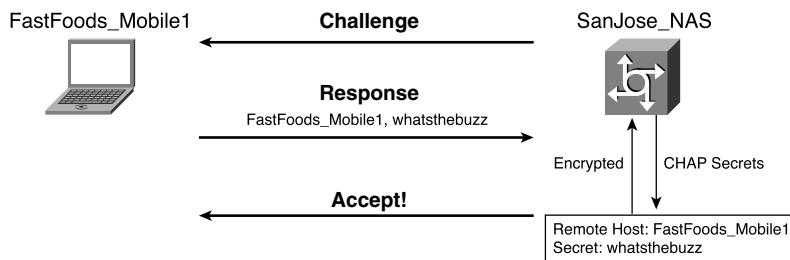 FastFoods_Mobile1
Challenge
SanJose_NAS
Response
FastFoods_Mobile1, whatsthebuzz
Encrypted
CHAP Secrets
Accept!
Remote Host: FastFoods_Mobile1
Secret: whatsthebuzz